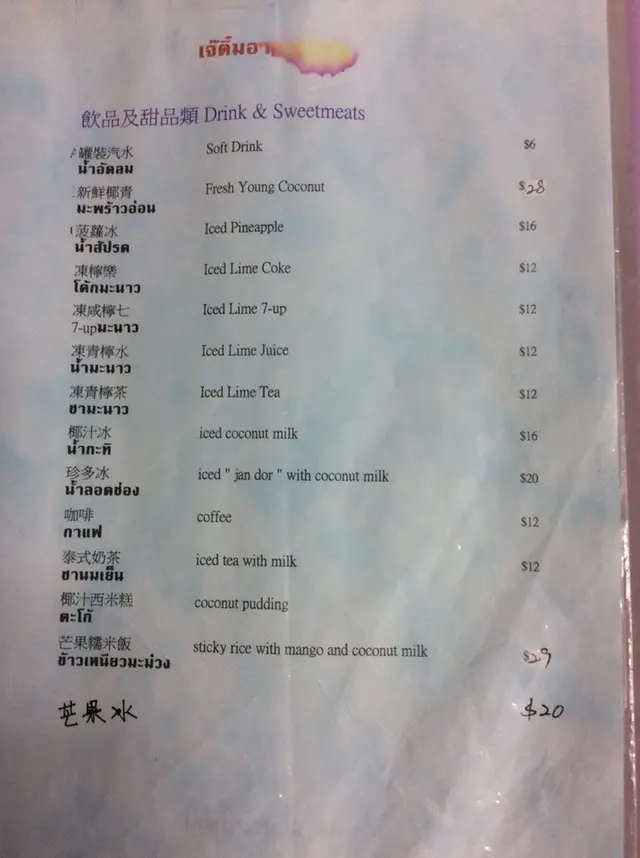 เจ๊ติ๋ม
飲品及甜品類 Drink & Sweetmeats
罐裝汽水 Soft Drink $6
น้ำอัดลม
新鮮椰青 Fresh Young Coconut $28
มะพร้าวอ่อน
菠蘿冰 Iced Pineapple $16
น้ำสัปรด
凍檸樂 Iced Lime Coke $12
โค้กมะนาว
凍咸檸七 Iced Lime 7-up $12
7-upมะนาว
凍青檸水 Iced Lime Juice $12
น้ำมะนาว
凍青檸茶 Iced Lime Tea $12
ชามะนาว
椰汁冰 iced coconut milk $16
น้ำกะทิ
珍多冰 iced " jan dor " with coconut milk $20
น้ำลอดช่อง
咖啡 coffee $12
กาแฟ
泰式奶茶 iced tea with milk $12
ชานมเย็น
椰汁西米糕 coconut pudding
ตะโก้
芒果糯米飯 sticky rice with mango and coconut milk $29
ข้าวเหนียวมะม่วง
芒果冰 $20